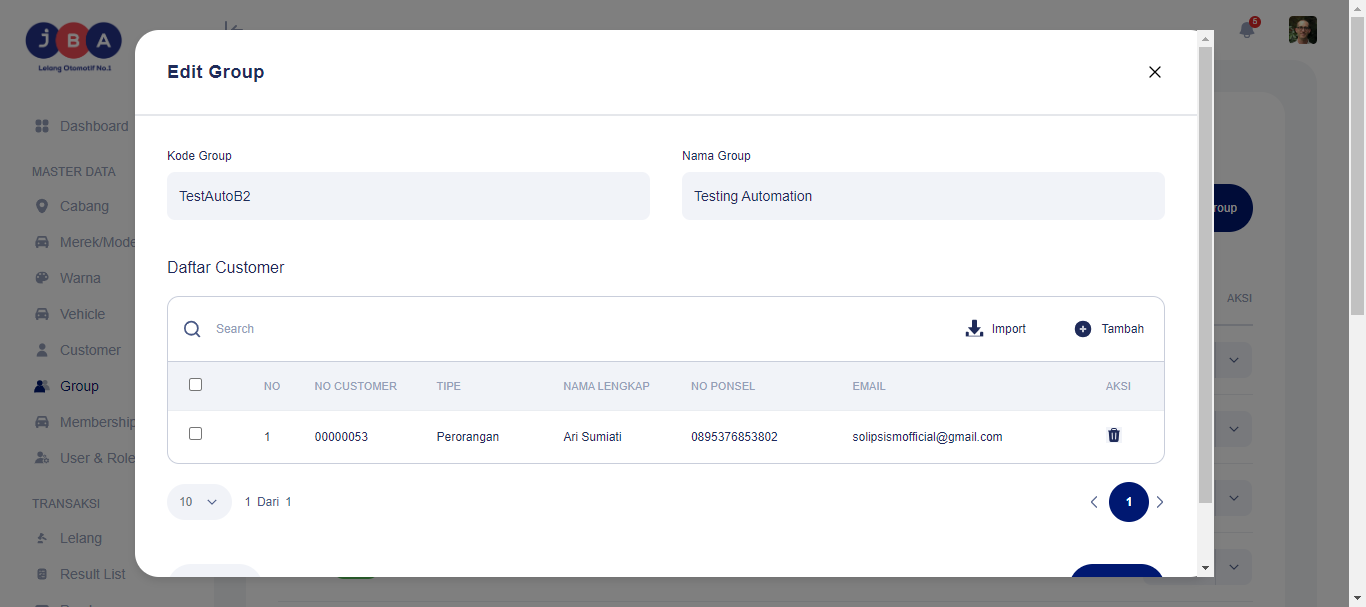 JBA
Lelang Otomotif No.1
5
Edit Group
Dashboard
MASTER DATA
Cabang
Merek/Mode
Warna
Vehicle
Customer
Group
Membership
User & Role
TRANSAKSI
Lelang
Result List
Kode Group
Nama Group
TestAutoB2
Testing Automation
roup
AKSI
Daftar Customer
Search
Import
Tambah
NO NO CUSTOMER TIPE NAMA LENGKAP NO PONSEL EMAIL AKSI
1 00000053 Perorangan Ari Sumiati 0895376853802 solipsismofficial@gmail.com
10
1 Dari 1
1